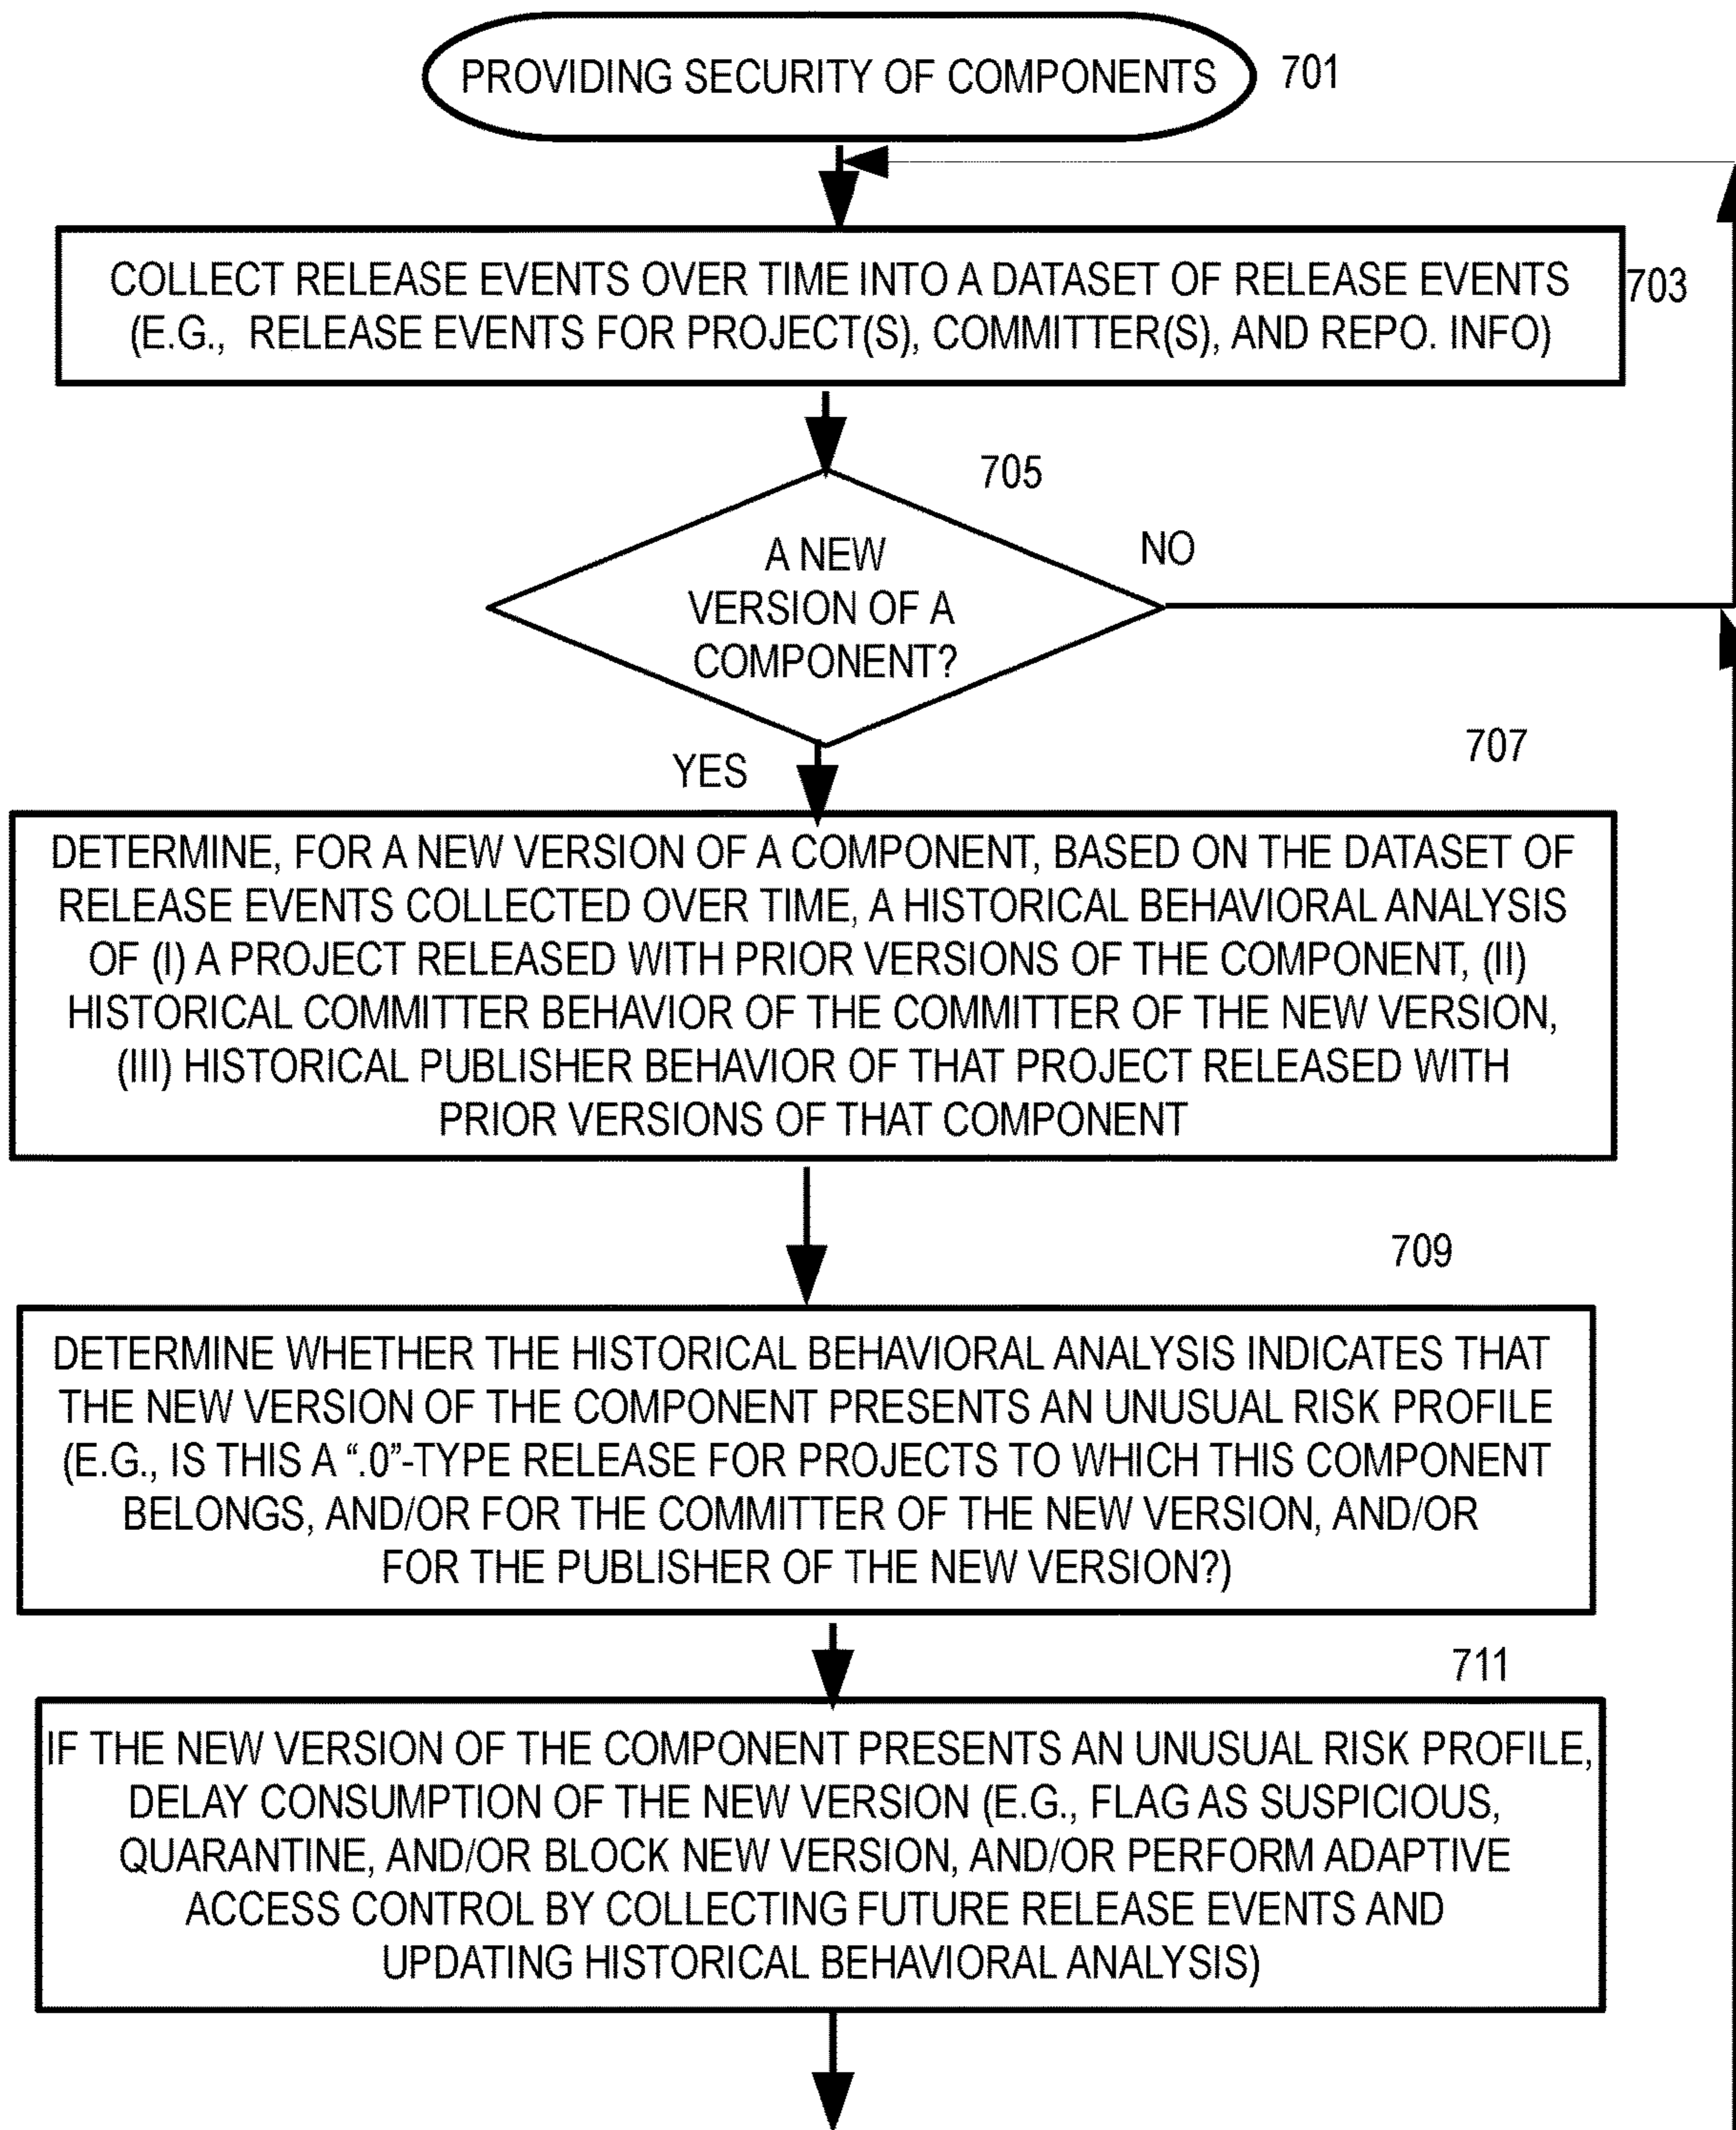 PROVIDING SECURITY OF COMPONENTS
701
COLLECT RELEASE EVENTS OVER TIME INTO A DATASET OF RELEASE EVENTS
(E.G., RELEASE EVENTS FOR PROJECT(S), COMMITTER(S), AND REPO. INFO)
703
705
A NEW
VERSION OF A
COMPONENT?
NO
YES
707
DETERMINE, FOR A NEW VERSION OF A COMPONENT, BASED ON THE DATASET OF
RELEASE EVENTS COLLECTED OVER TIME, A HISTORICAL BEHAVIORAL ANALYSIS
OF (I) A PROJECT RELEASED WITH PRIOR VERSIONS OF THE COMPONENT, (II)
HISTORICAL COMMITTER BEHAVIOR OF THE COMMITTER OF THE NEW VERSION,
(III) HISTORICAL PUBLISHER BEHAVIOR OF THAT PROJECT RELEASED WITH
PRIOR VERSIONS OF THAT COMPONENT
709
DETERMINE WHETHER THE HISTORICAL BEHAVIORAL ANALYSIS INDICATES THAT
THE NEW VERSION OF THE COMPONENT PRESENTS AN UNUSUAL RISK PROFILE
(E.G., IS THIS A “.0”-TYPE RELEASE FOR PROJECTS TO WHICH THIS COMPONENT
BELONGS, AND/OR FOR THE COMMITTER OF THE NEW VERSION, AND/OR
FOR THE PUBLISHER OF THE NEW VERSION?)
711
IF THE NEW VERSION OF THE COMPONENT PRESENTS AN UNUSUAL RISK PROFILE,
DELAY CONSUMPTION OF THE NEW VERSION (E.G., FLAG AS SUSPICIOUS,
QUARANTINE, AND/OR BLOCK NEW VERSION, AND/OR PERFORM ADAPTIVE
ACCESS CONTROL BY COLLECTING FUTURE RELEASE EVENTS AND
UPDATING HISTORICAL BEHAVIORAL ANALYSIS)